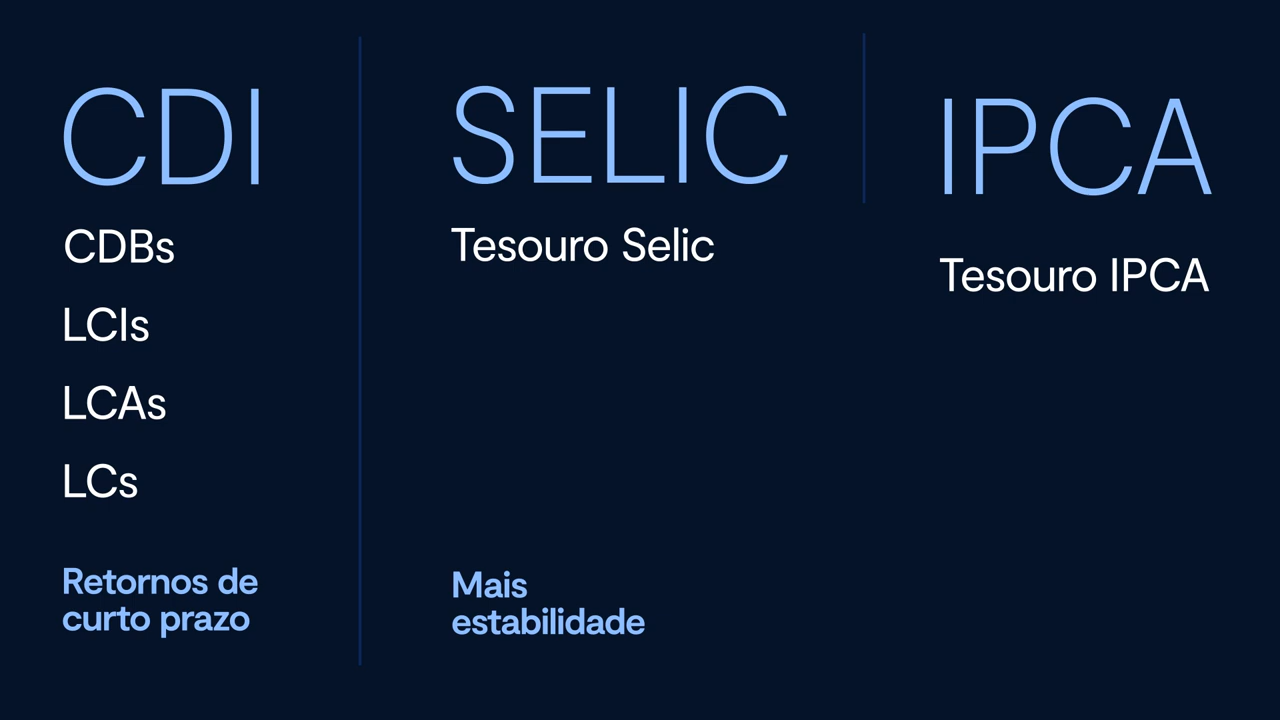 CDI
CDBs
LCIs
LCAs
LCs
Retornos de
curto prazo
SELIC
Tesouro Selic
Mais
estabilidade
IPCA
Tesouro IPCA